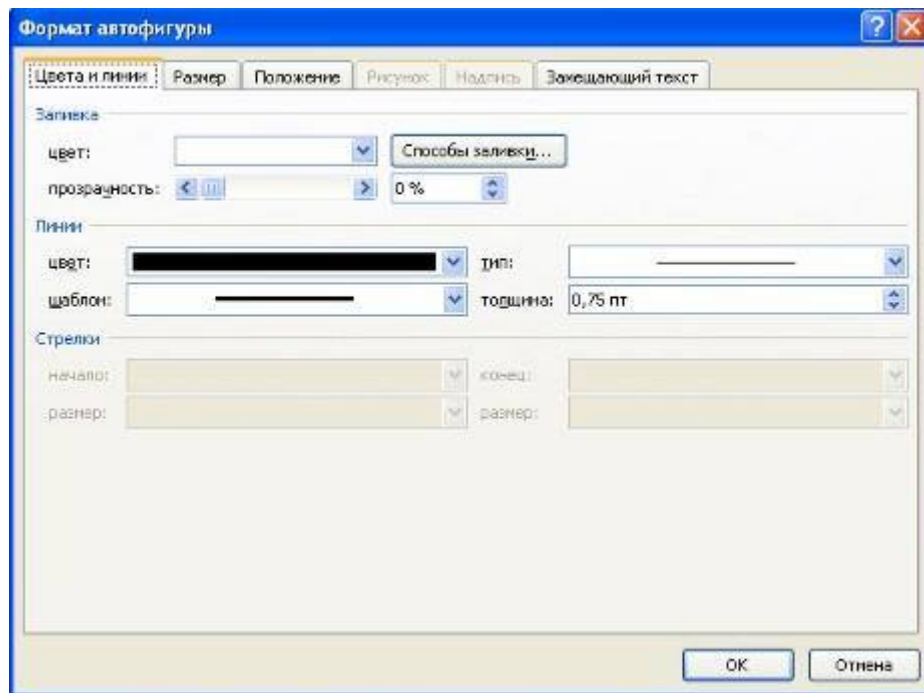 Формат автофигуры
Цвета и линии Размер Положение Рисунок Надпись Замещающий текст
Заливка
цвет: Способы заливки...
прозрачность: 0 %
Линии
цвет: тип:
шаблон: толщина: 0,75 пт
Стрелки
начало: конец:
размер: размер:
ОК Отмена